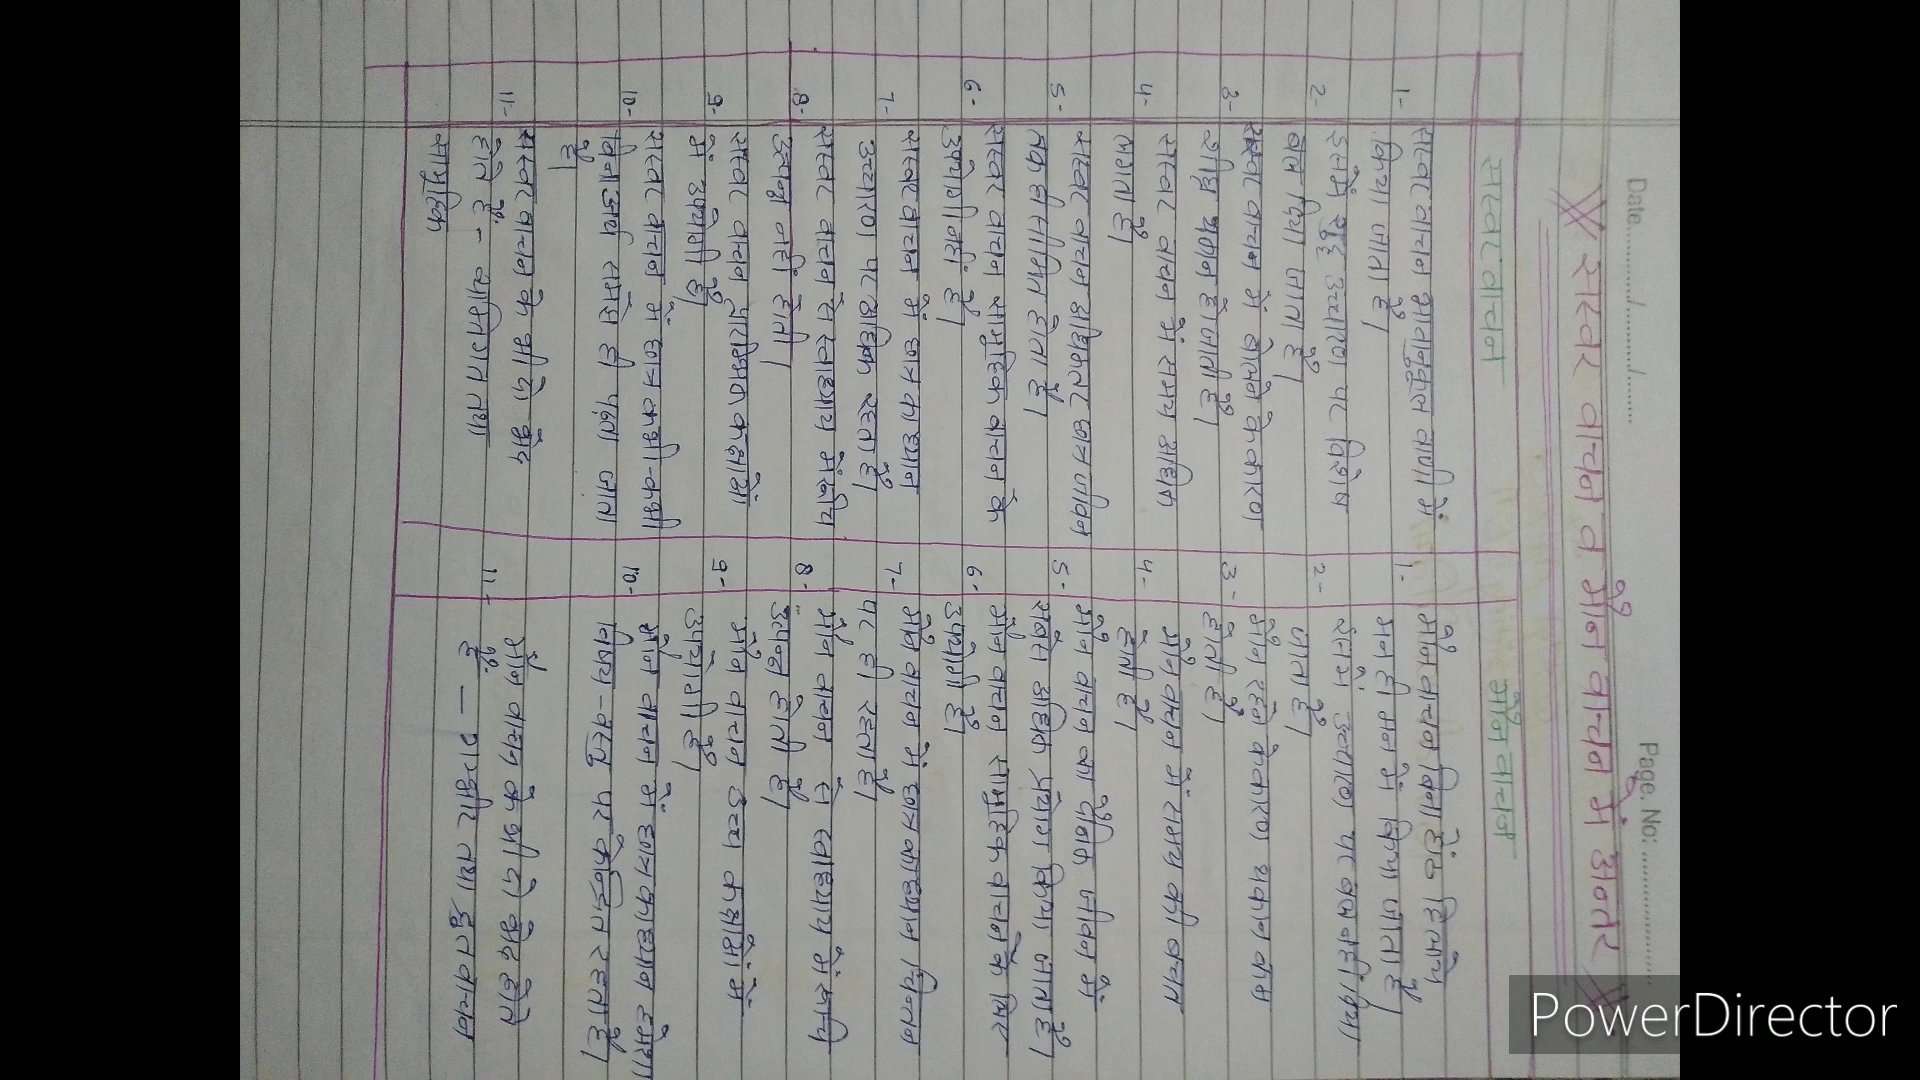 Date ............/............/............
Page. No: ....................
सस्वर वाचन व मौन वाचन में अन्तर
सस्वर वाचन
1- सस्वर वाचन भावानुकूल वाणी में
किया जाता है।
2- इसमें शुद्ध उच्चारण पर विशेष
बल दिया जाता है।
3- सस्वर वाचन में बोलने के कारण
शीघ्र थकान हो जाती है।
4- सस्वर वाचन में समय अधिक
लगता है।
5- सस्वर वाचन अधिकतर छात्र जीवन
तक ही सीमित होता है।
6- सस्वर वाचन सामुहिक वाचन के
उपयोगी नहीं है।
7- सस्वर वाचन में छात्र का ध्यान
उच्चारण पर अधिक रहता है।
8- सस्वर वाचन से स्वाध्याय में रूचि
उत्पन्न नहीं होती।
9- सस्वर वाचन प्रारम्भिक कक्षाओं
में उपयोगी है।
10- सस्वर वाचन में छात्र कभी-कभी
बिना अर्थ समझे ही पढ़ता जाता
है।
11- सस्वर वाचन के भी दो भेद
होते हैं - व्यक्तिगत तथा
सामुहिक
मौन वाचन
1- मौन वाचन बिना होंठ हिलाये
मन ही मन में किया जाता है
2- इसमें उच्चारण पर बल नहीं दिया
जाता है।
3- मौन रहने के कारण थकान कम
होती है।
4- मौन वाचन में समय की बचत
होती है।
5- मौन वाचन का दैनिक जीवन में
सबसे अधिक प्रयोग किया जाता है।
6- मौन वाचन सामुहिक वाचन के लिए
उपयोगी है।
7- मौन वाचन में छात्र का ध्यान चिन्तन
पर ही रहता है।
8- मौन वाचन से स्वाध्याय में रूचि
उत्पन्न होती है।
9- मौन वाचन उच्च कक्षाओं में
उपयोगी है।
10- मौन वाचन में छात्र का ध्यान हमेशा
विषय-वस्तु पर केन्द्रित रहता है।
11- मौन वाचन के भी दो भेद होते
हैं — गम्भीर तथा द्रुत वाचन
PowerDirector